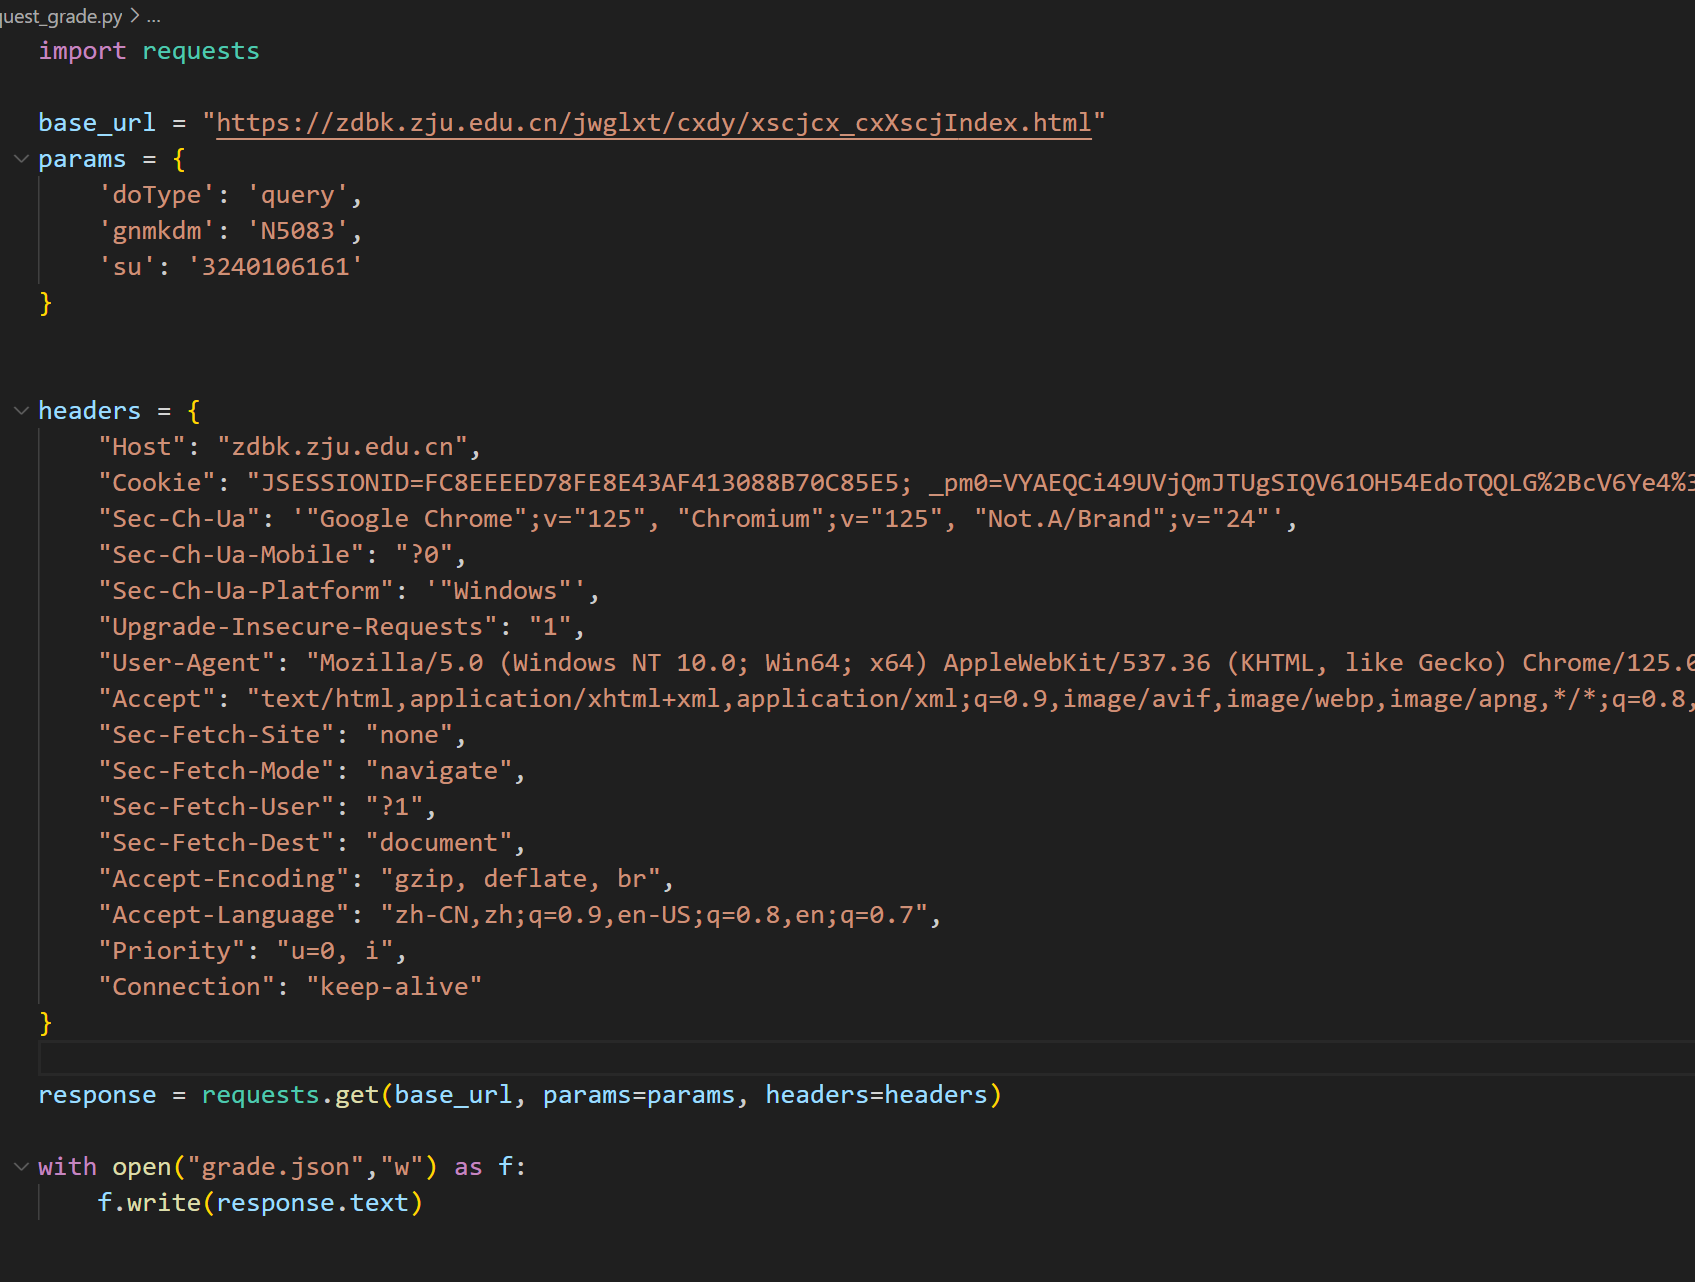 quest_grade.py > ...
import requests
base_url = "https://zdbk.zju.edu.cn/jwglxt/cxdy/xscjcx_cxXscjIndex.html"
params = {
    'doType': 'query',
    'gnmkdm': 'N5083',
    'su': '3240106161'
}
headers = {
    "Host": "zdbk.zju.edu.cn",
    "Cookie": "JSESSIONID=FC8EEEED78FE8E43AF413088B70C85E5; _pm0=VYAEQCi49UVjQmJTUgSIQV61OH54EdoTQQLG%2BcV6Ye4%3
    "Sec-Ch-Ua": '"Google Chrome";v="125", "Chromium";v="125", "Not.A/Brand";v="24"',
    "Sec-Ch-Ua-Mobile": "?0",
    "Sec-Ch-Ua-Platform": '"Windows"',
    "Upgrade-Insecure-Requests": "1",
    "User-Agent": "Mozilla/5.0 (Windows NT 10.0; Win64; x64) AppleWebKit/537.36 (KHTML, like Gecko) Chrome/125.0
    "Accept": "text/html,application/xhtml+xml,application/xml;q=0.9,image/avif,image/webp,image/apng,*/*;q=0.8,
    "Sec-Fetch-Site": "none",
    "Sec-Fetch-Mode": "navigate",
    "Sec-Fetch-User": "?1",
    "Sec-Fetch-Dest": "document",
    "Accept-Encoding": "gzip, deflate, br",
    "Accept-Language": "zh-CN,zh;q=0.9,en-US;q=0.8,en;q=0.7",
    "Priority": "u=0, i",
    "Connection": "keep-alive"
}
response = requests.get(base_url, params=params, headers=headers)
with open("grade.json","w") as f:
    f.write(response.text)